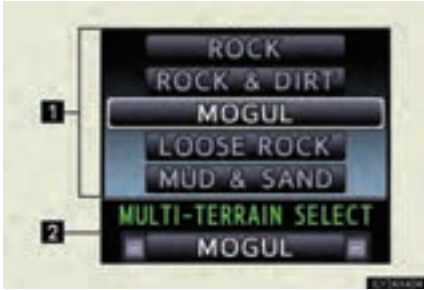 ROCK
ROCK & DIRT
MOGUL
1
LOOSE ROCK
MUD & SAND
MULTI-TERRAIN SELECT
2
MOGUL